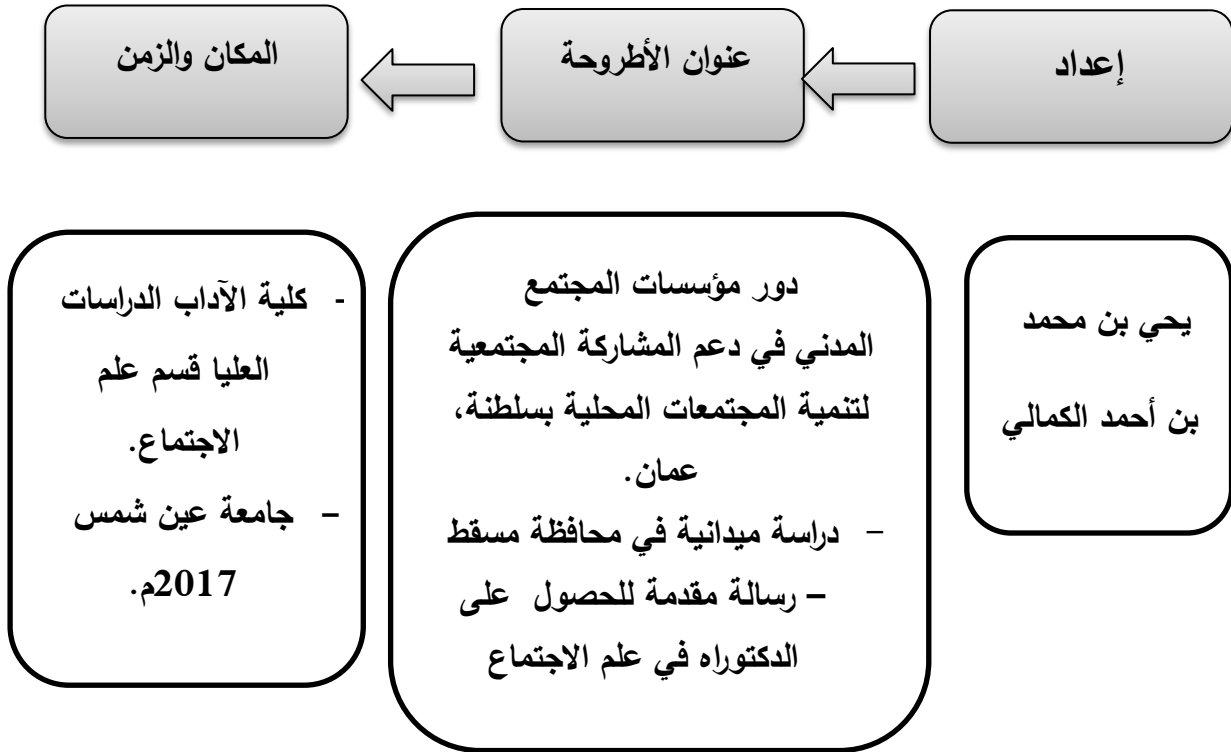 إعداد
عنوان الأطروحة
المكان والزمن
يحي بن محمد
بن أحمد الكمالي
دور مؤسسات المجتمع
المدني في دعم المشاركة المجتمعية
لتنمية المجتمعات المحلية بسلطنة،
عمان.
- دراسة ميدانية في محافظة مسقط
– رسالة مقدمة للحصول على
الدكتوراه في علم الاجتماع
- كلية الآداب الدراسات
العليا قسم علم
الاجتماع.
– جامعة عين شمس
2017م.